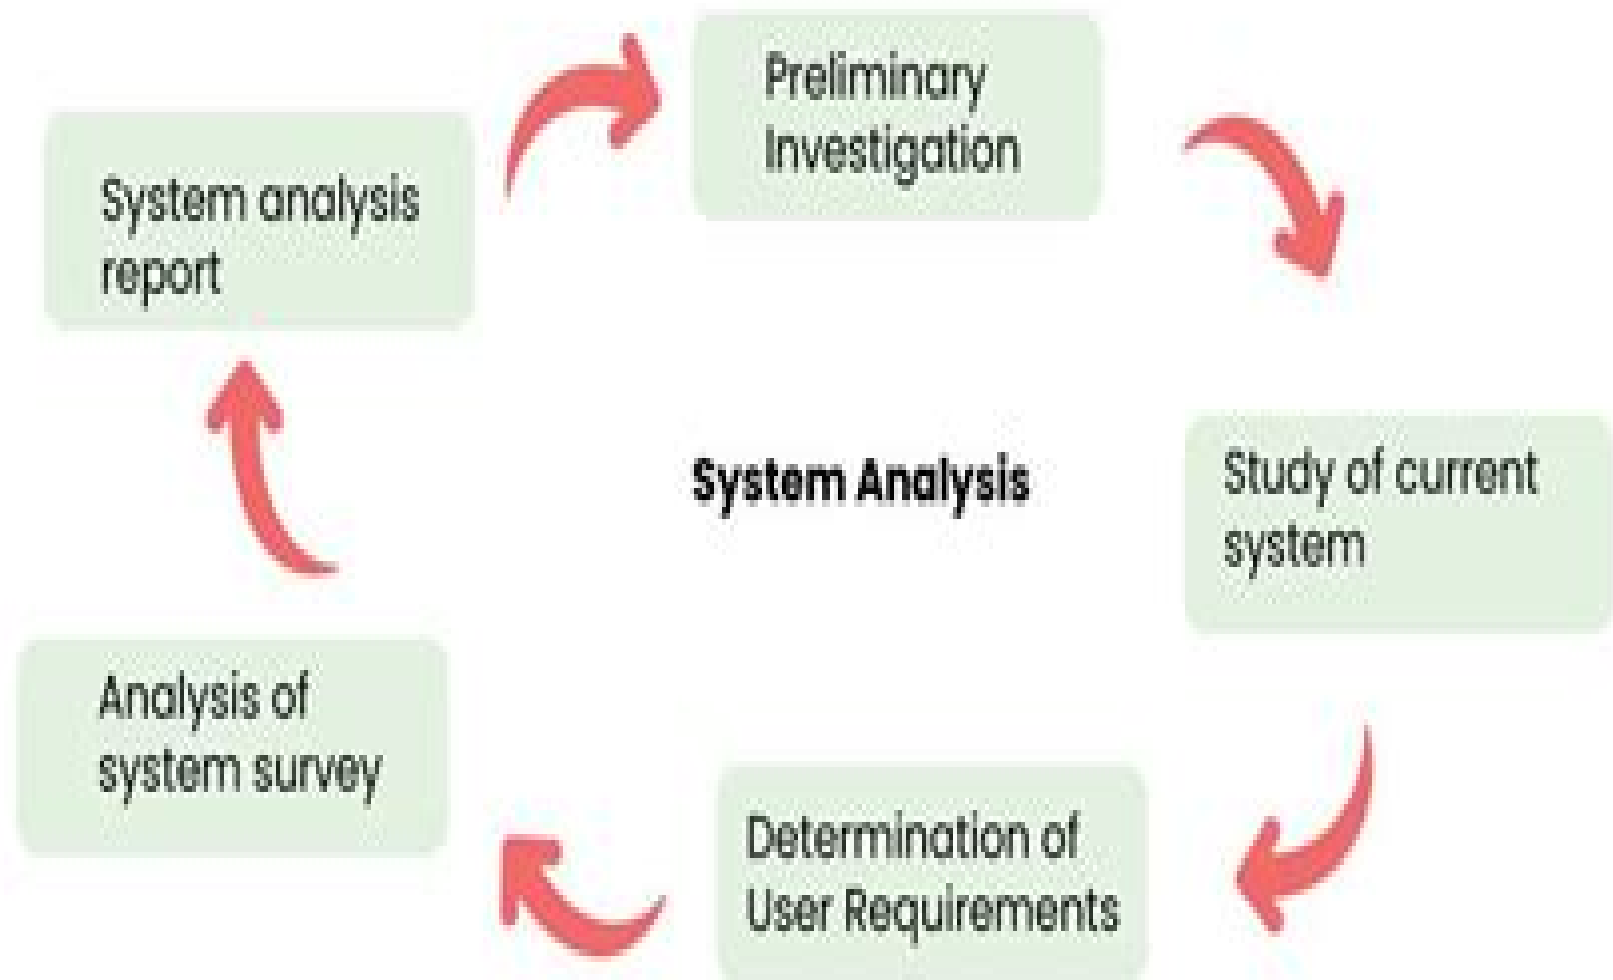 Preliminary
Investigation
System analysis
report
System Analysis
Study of current
system
Analysis of
system survey
Determination of
User Requirements